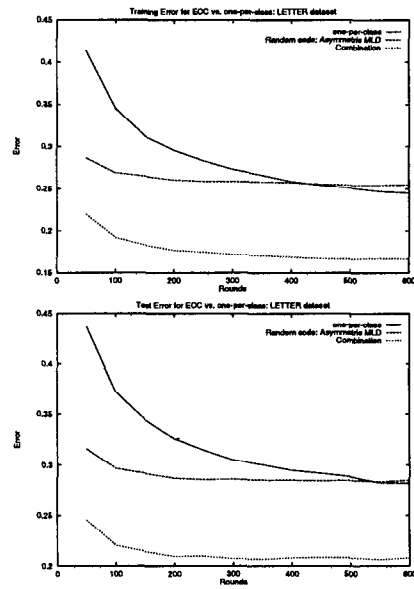 Training Error for ECC vs. one-per-class: LETTER dataset
0.45
one-per-class
Random code: Asymmetric MLD
Combination
0.4
0.35
Error
0.3
0.25
0.2
0.15
0 100 200 300 400 500 600
Rounds
Test Error for ECC vs. one-per-class: LETTER dataset
0.45
one-per-class
Random code: Asymmetric MLD
Combination
0.4
0.35
Error
0.3
0.25
0.2
0 100 200 300 400 500 600
Rounds